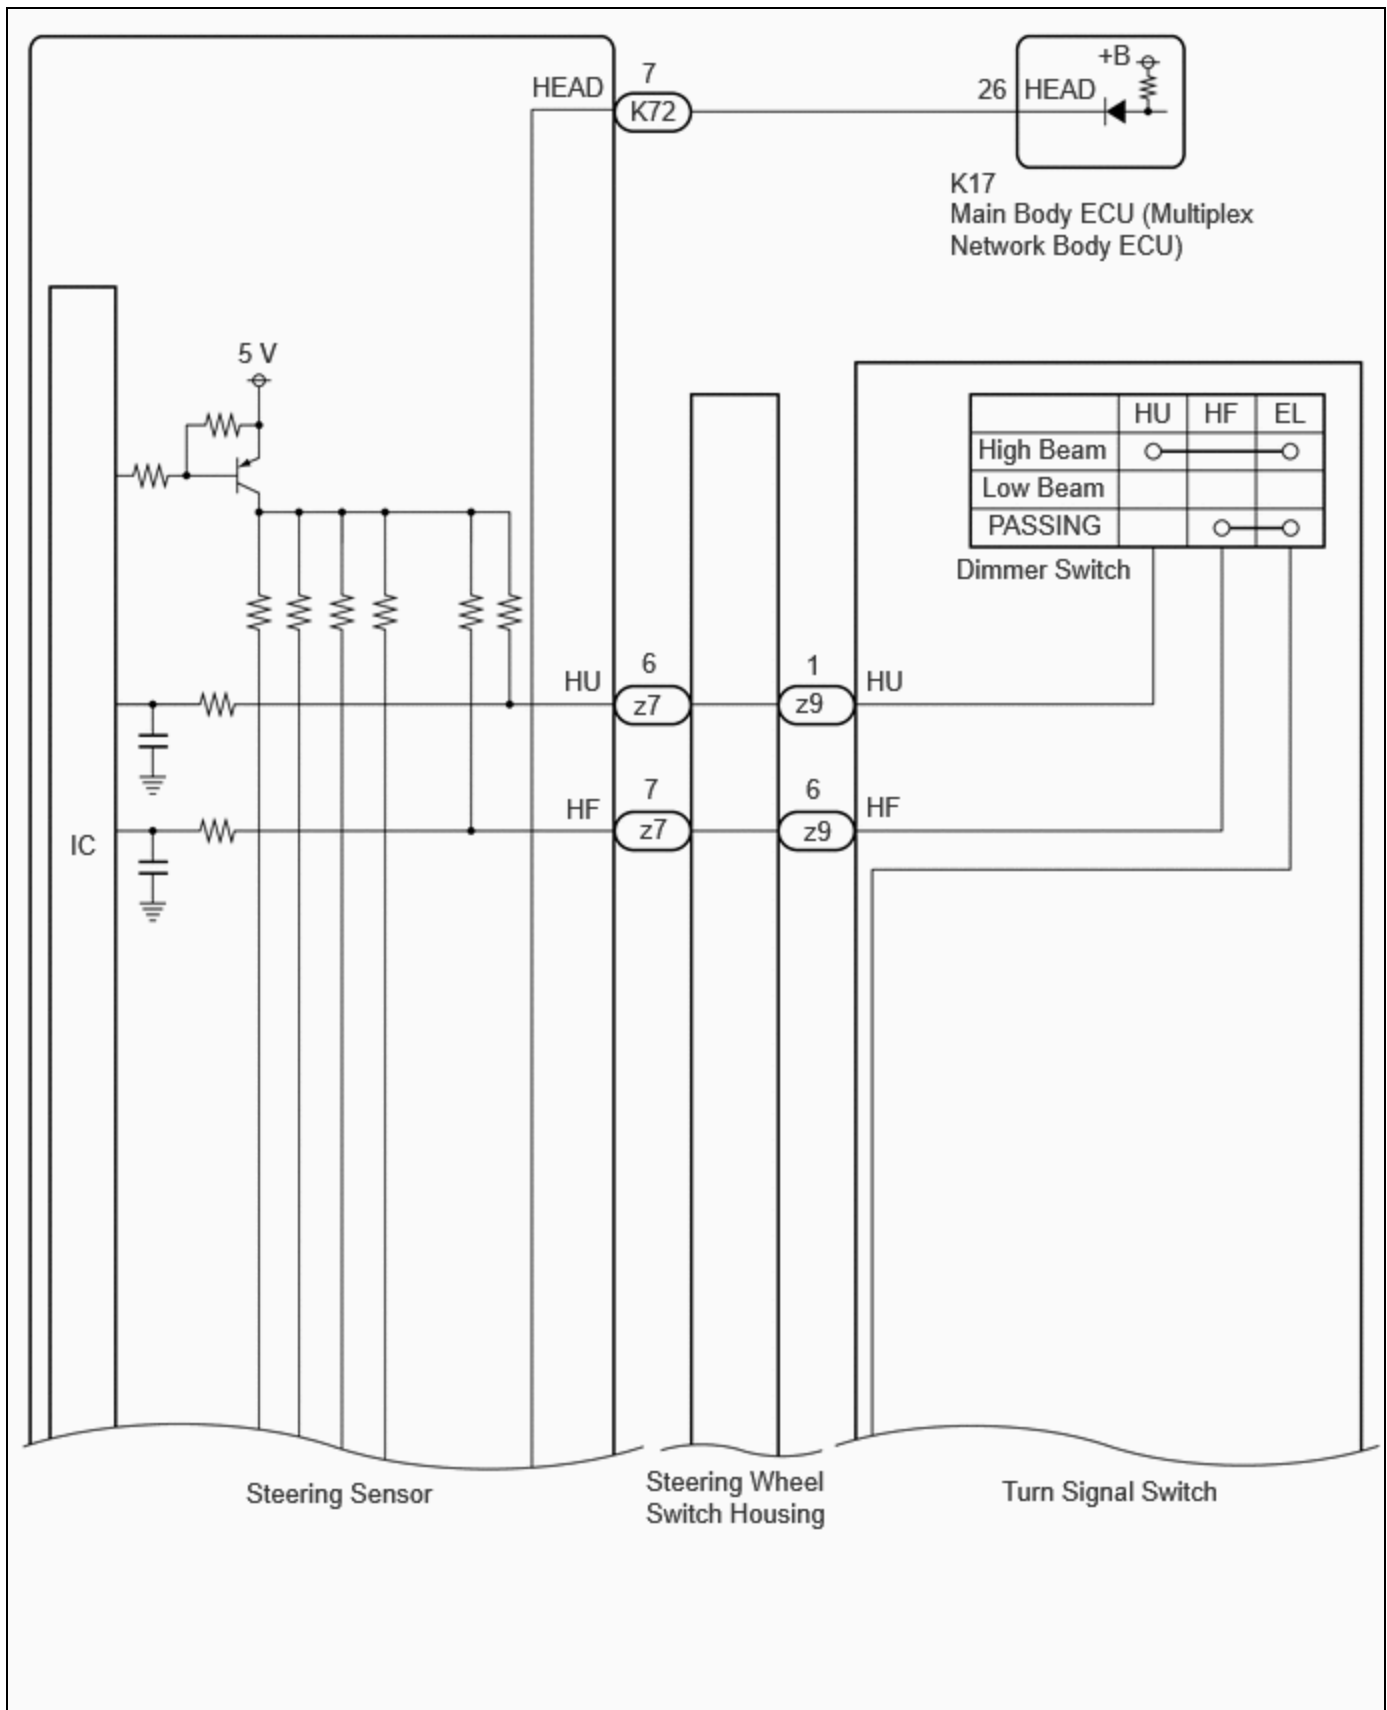 7
HEAD
K72
26
HEAD
+B
K17
Main Body ECU (Multiplex
Network Body ECU)
5 V
HU HF EL
High Beam
Low Beam
PASSING
Dimmer Switch
6
1
HU
z7
z9
HU
7
6
HF
z7
z9
HF
IC
Steering Sensor
Steering Wheel
Switch Housing
Turn Signal Switch